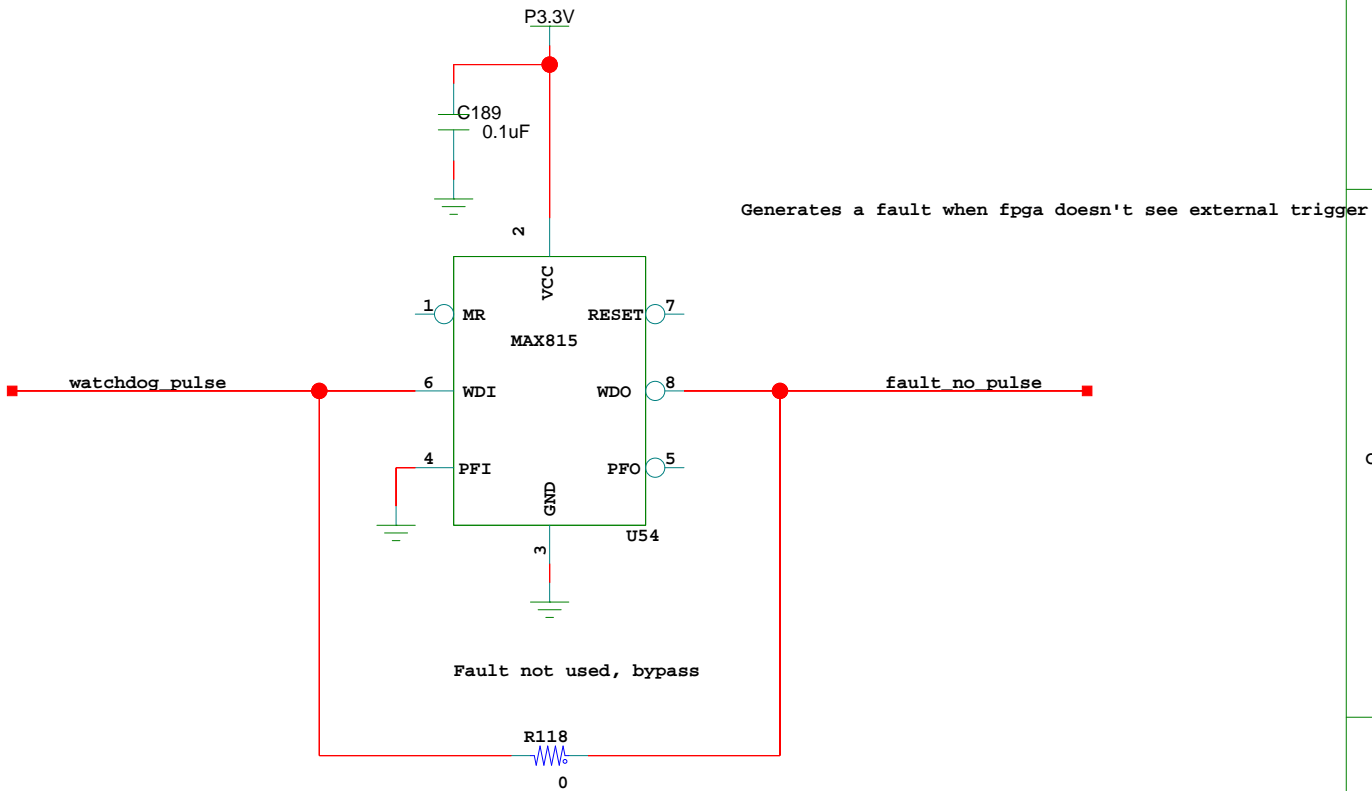 P3.3V
C189
0.1uF
Generates a fault when fpga doesn't see external trigger
2
VCC
1
MR
RESET
7
MAX815
watchdog_pulse
6
WDI
WDO
8
fault_no_pulse
4
PFI
PFO
5
GND
U54
3
Fault not used, bypass
R118
0